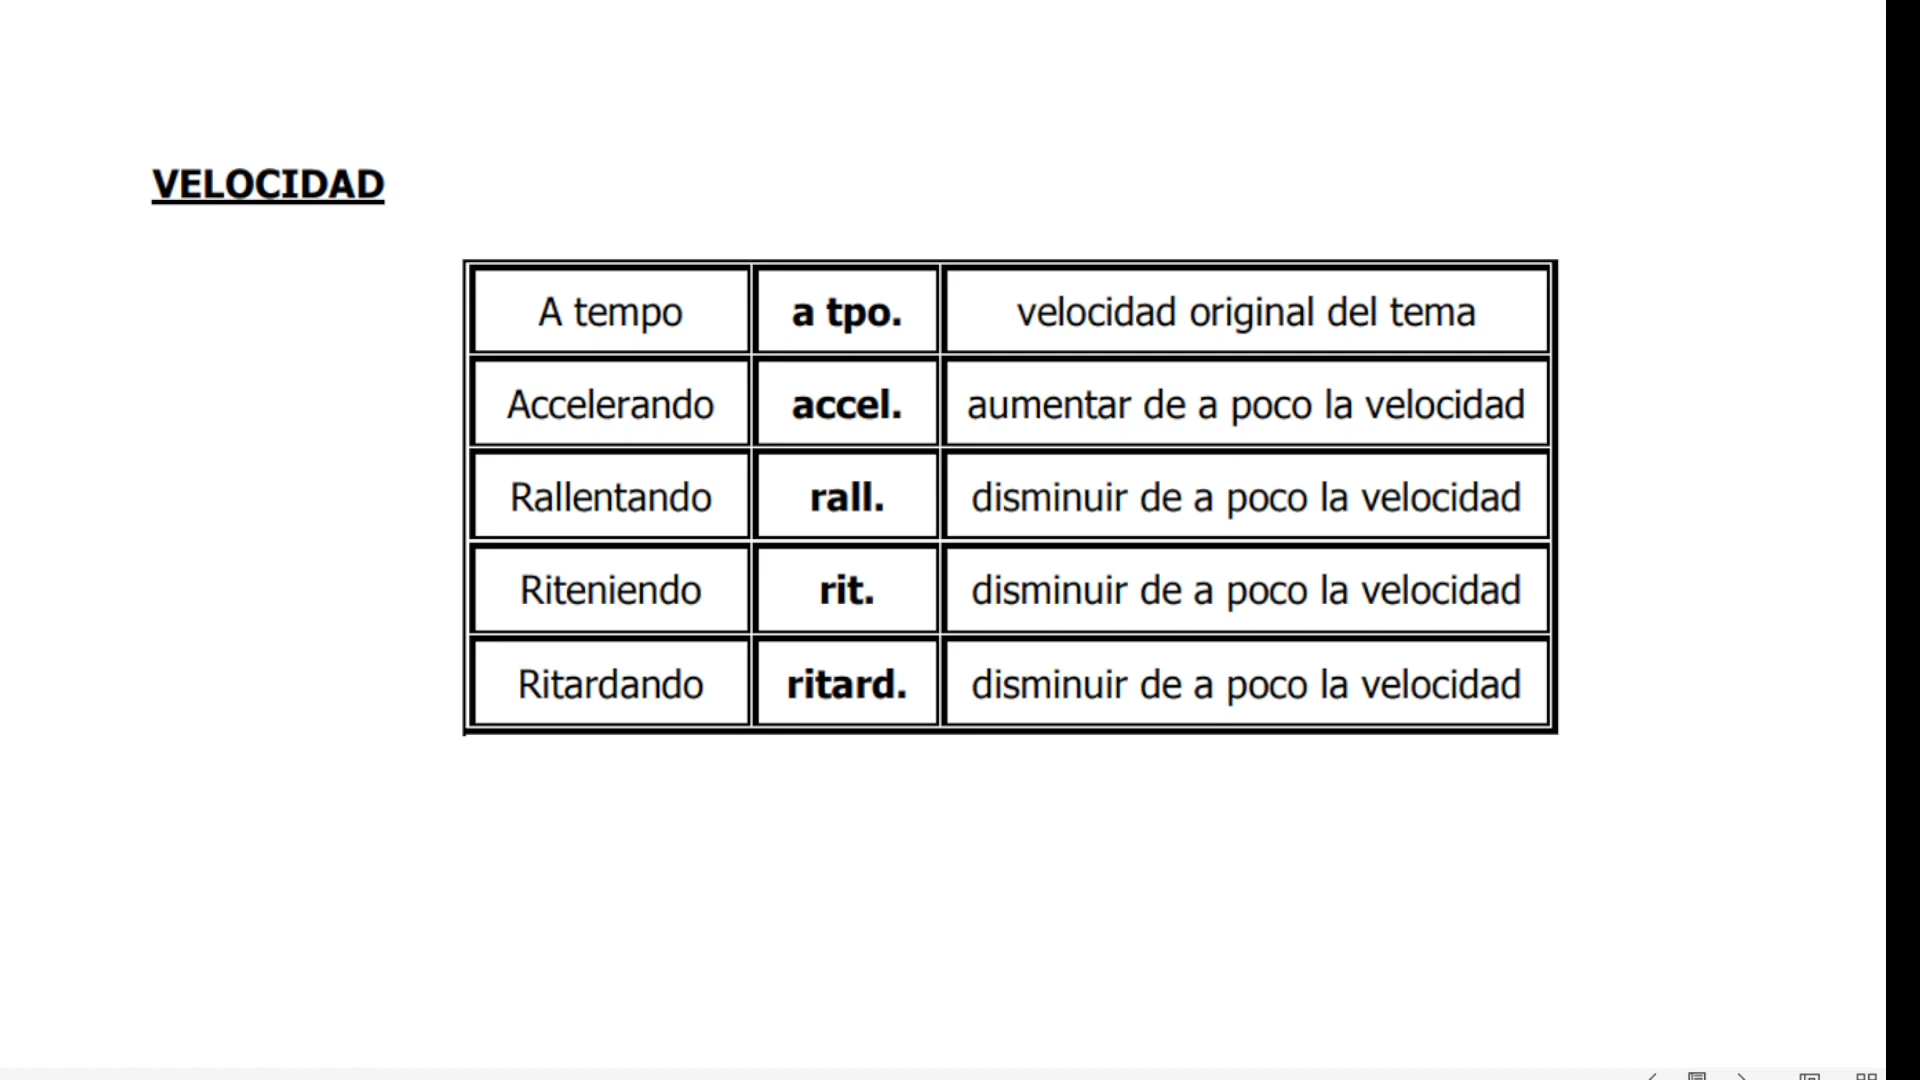 VELOCIDAD
A tempo a tpo. velocidad original del tema
Accelerando accel. aumentar de a poco la velocidad
Rallentando rall. disminuir de a poco la velocidad
Riteniendo rit. disminuir de a poco la velocidad
Ritardando ritard. disminuir de a poco la velocidad